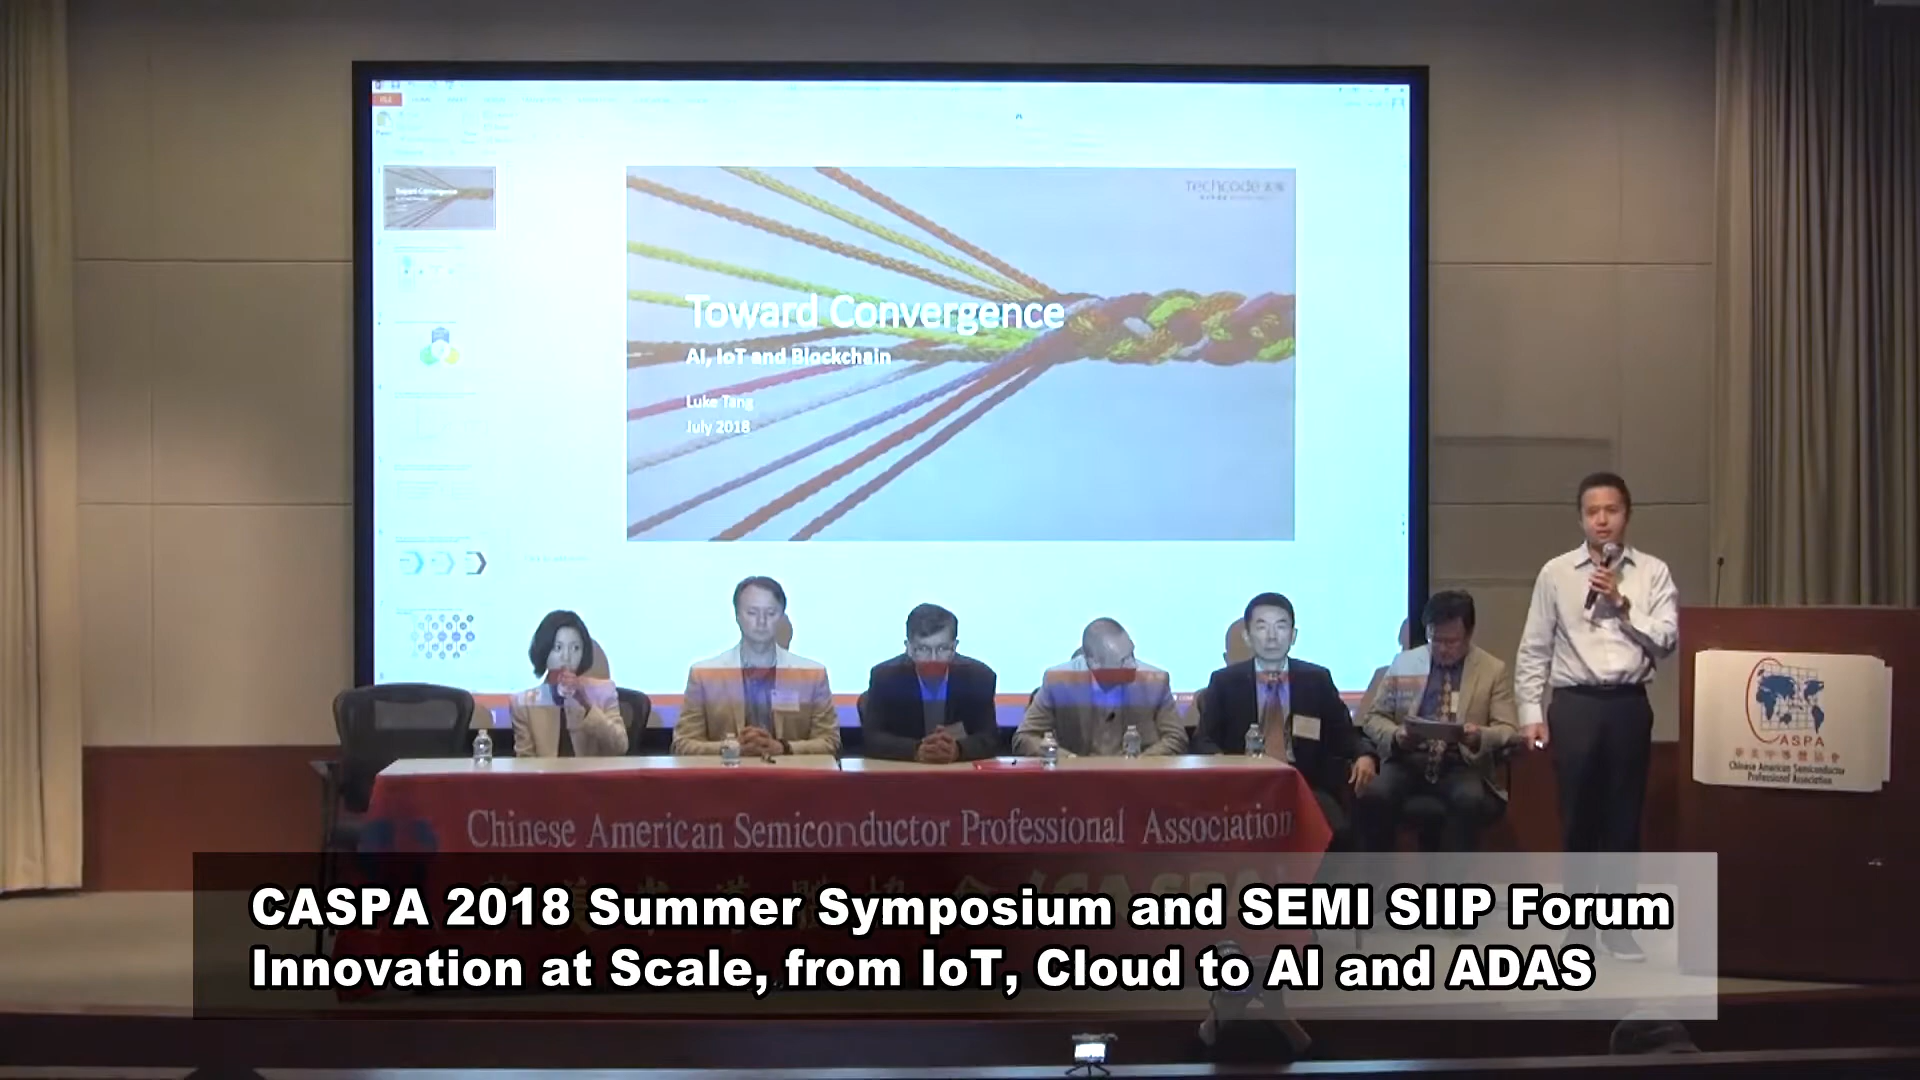 FILE
Techcode
Toward Convergence
AI, IoT and Blockchain
Luke Tang
July 2018
CASPA
Chinese American Semiconductor
Professional Association
Chinese American Semiconductor Professional Association
CASPA 2018 Summer Symposium and SEMI SIIP Forum
Innovation at Scale, from IoT, Cloud to AI and ADAS